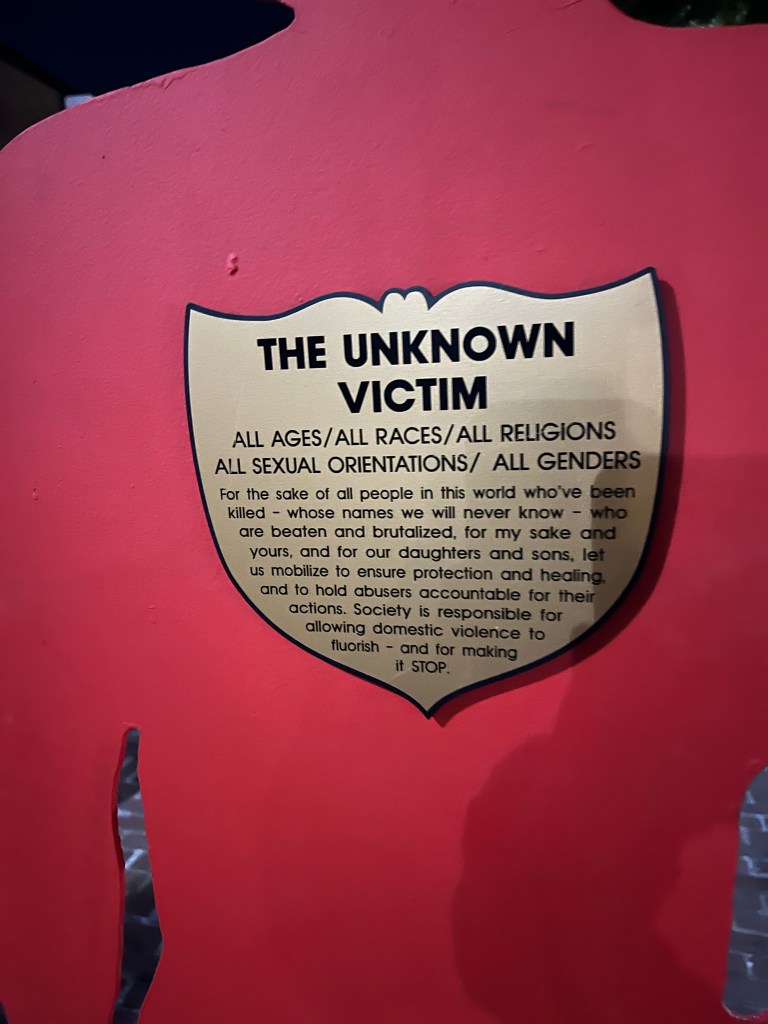 THE UNKNOWN
VICTIM
ALL AGES/ALL RACES/ALL RELIGIONS
ALL SEXUAL ORIENTATIONS/ ALL GENDERS
For the sake of all people in this world who've been
killed – whose names we will never know – who
are beaten and brutalized, for my sake and
yours, and for our daughters and sons, let
us mobilize to ensure protection and healing,
and to hold abusers accountable for their
actions. Society is responsible for
allowing domestic violence to
fluorish – and for making
it STOP.